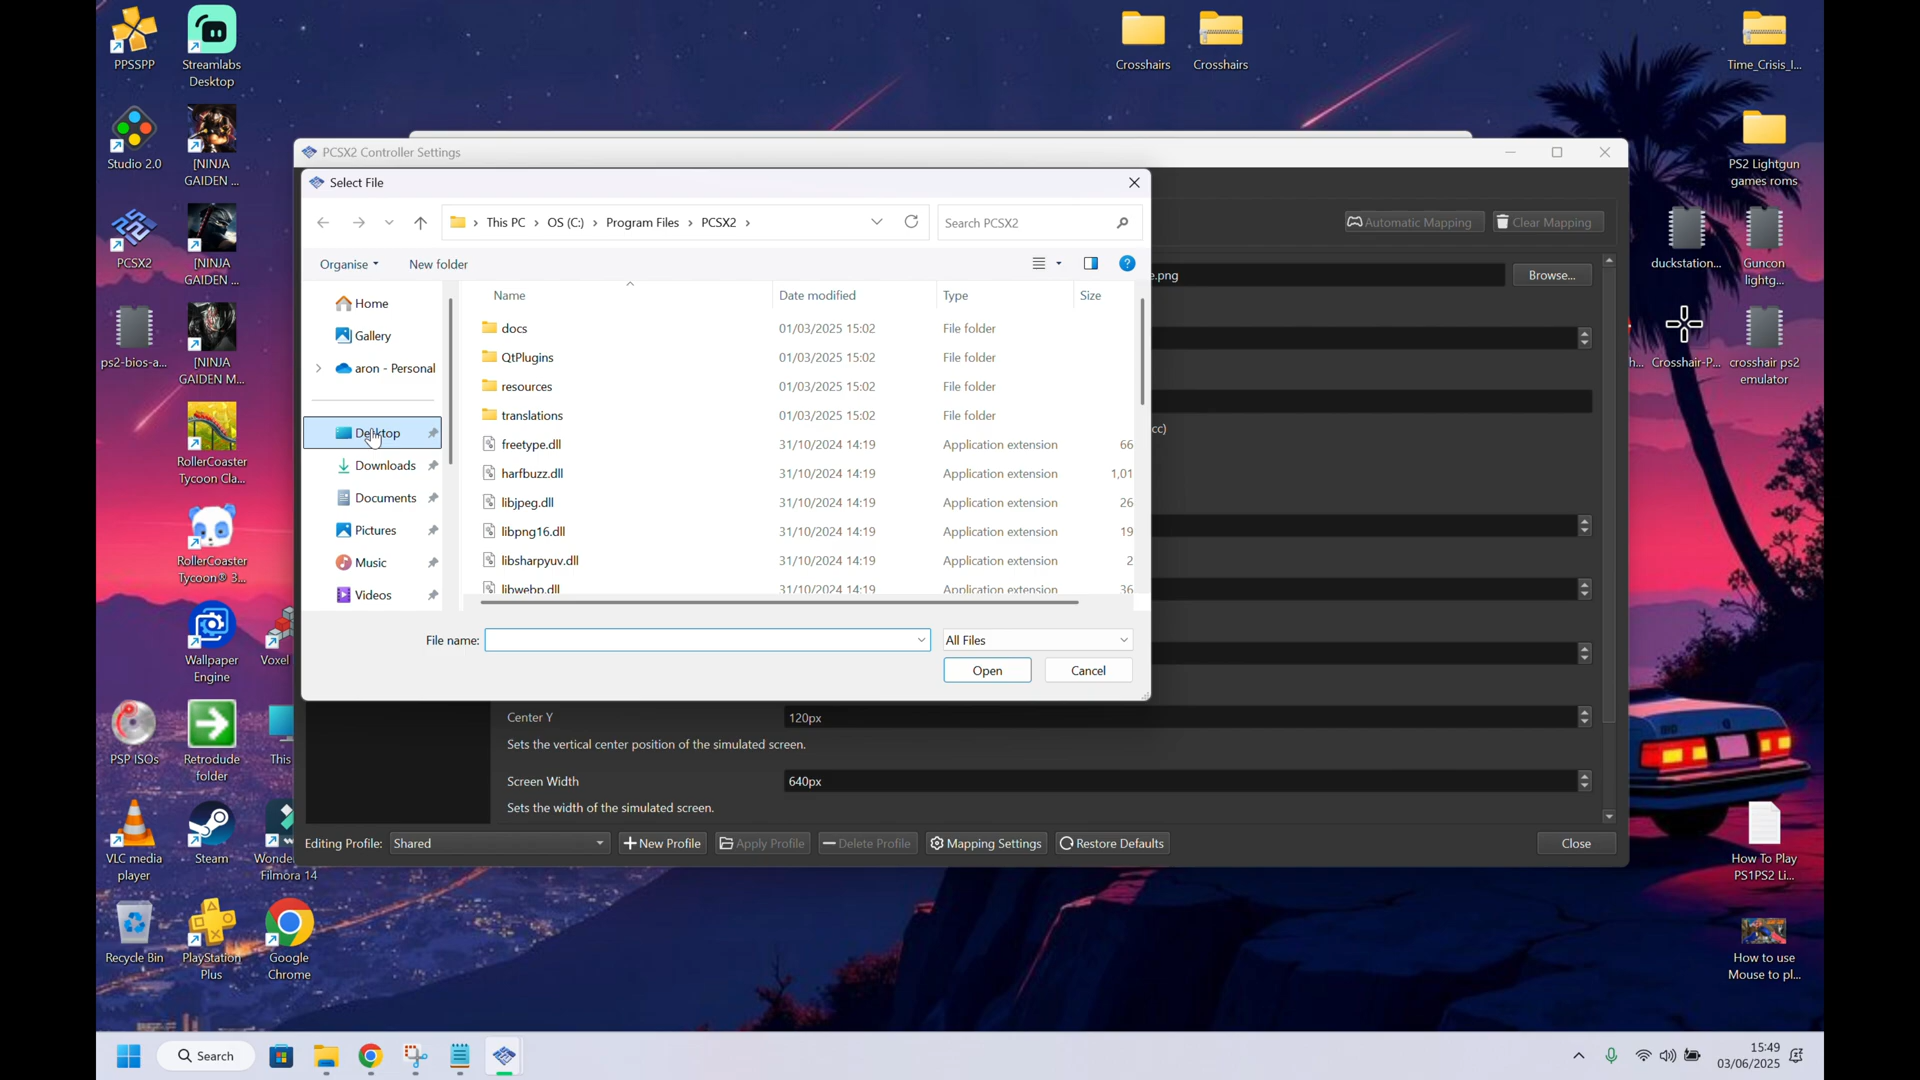 PPSSPP
Streamlabs
Desktop
Crosshairs
Crosshairs
Time_Crisis_I...
Studio 2.0
[NINJA
GAIDEN ...
PS2 Lightgun
games roms
PCSX2
[NINJA
GAIDEN ...
duckstation...
Guncon
lightg...
ps2-bios-a...
[NINJA
GAIDEN M...
Crosshair-P...
crosshair ps2
emulator
RollerCoaster
Tycoon Cla...
RollerCoaster
Tycoon® 3...
Wallpaper
Engine
Voxel
PSP ISOs
Retrodude
folder
This
VLC media
player
Steam
Wonde
Filmora 14
How To Play
PS1PS2 Li...
Recycle Bin
PlayStation
Plus
Google
Chrome
How to use
Mouse to pl...
PCSX2 Controller Settings
Automatic Mapping
Clear Mapping
e.png
Browse...
cc)
Select File
This PC > OS (C:) > Program Files > PCSX2 >
Search PCSX2
Organise
New folder
Home
Gallery
aron - Personal
Desktop
Downloads
Documents
Pictures
Music
Videos
Name Date modified Type Size
docs 01/03/2025 15:02 File folder
QtPlugins 01/03/2025 15:02 File folder
resources 01/03/2025 15:02 File folder
translations 01/03/2025 15:02 File folder
freetype.dll 31/10/2024 14:19 Application extension 66
harfbuzz.dll 31/10/2024 14:19 Application extension 1,01
libjpeg.dll 31/10/2024 14:19 Application extension 26
libpng16.dll 31/10/2024 14:19 Application extension 19
libsharpyuv.dll 31/10/2024 14:19 Application extension 2
libwebp.dll 31/10/2024 14:19 Application extension 36
File name:
All Files
Open
Cancel
Center Y 120px
Sets the vertical center position of the simulated screen.
Screen Width 640px
Sets the width of the simulated screen.
Editing Profile: Shared
New Profile
Apply Profile
Delete Profile
Mapping Settings
Restore Defaults
Close
Search
15:49
03/06/2025